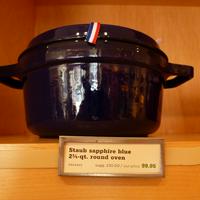 Staub sapphire blue
2¾-qt. round oven
99.95